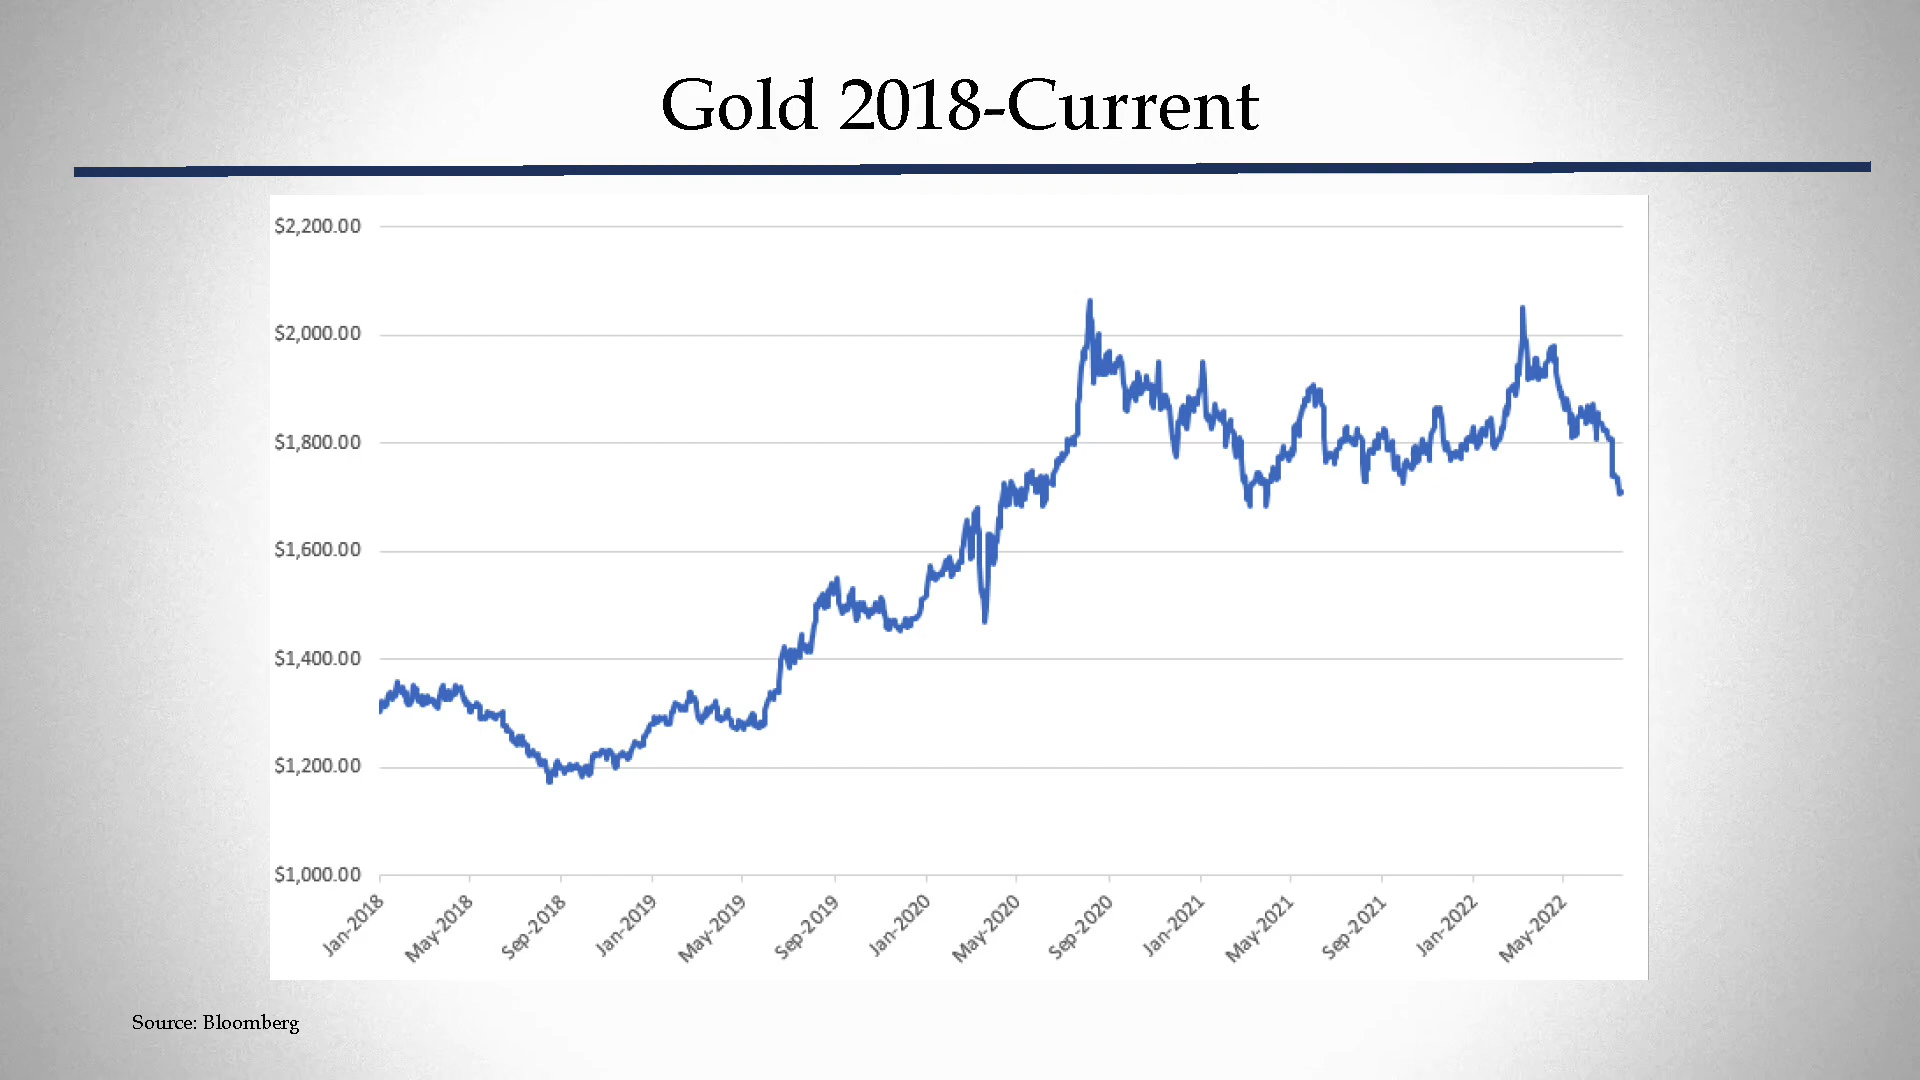 Gold 2018-Current
$2,200.00
$2,000.00
$1,800.00
$1,600.00
$1,400.00
$1,200.00
$1,000.00
Jan-2018
May-2018
Sep-2018
Jan-2019
May-2019
Sep-2019
Jan-2020
May-2020
Sep-2020
Jan-2021
May-2021
Sep-2021
Jan-2022
May-2022
Source: Bloomberg